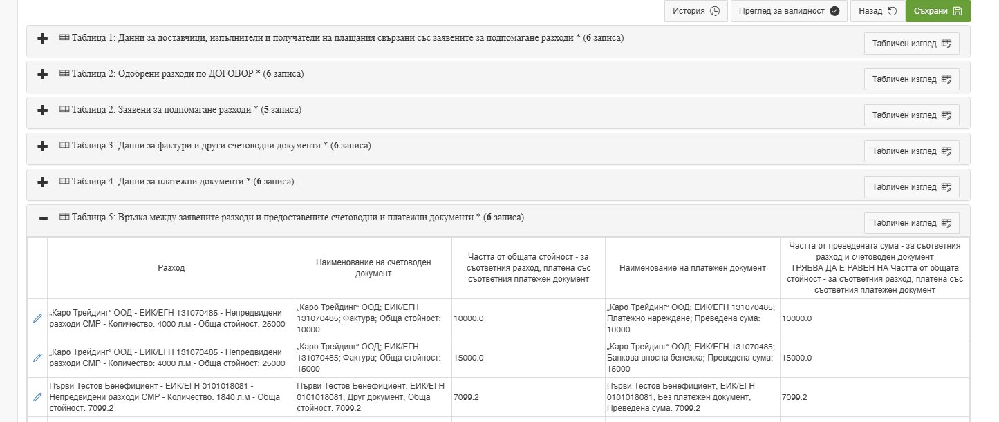 История
Преглед за валидност
Назад
Съхрани
Таблица 1: Данни за доставчици, изпълнители и получатели на плащания свързани със заявените за подпомагане разходи * (6 записа)
Табличен изглед
Таблица 2: Одобрени разходи по ДОГОВОР * (6 записа)
Табличен изглед
Таблица 2: Заявени за подпомагане разходи * (5 записа)
Табличен изглед
Таблица 3: Данни за фактури и други счетоводни документи * (6 записа)
Табличен изглед
Таблица 4: Данни за платежни документи * (6 записа)
Табличен изглед
Таблица 5: Връзка между заявените разходи и предоставените счетоводни и платежни документи * (6 записа)
Табличен изглед
Разход
Наименование на счетоводен
документ
Частта от общата стойност - за
съответния разход, платена със
съответния платежен документ
Наименование на платежен документ
Частта от преведената сума - за съответния
разход и счетоводен документ
ТРЯБВА ДА Е РАВЕН НА Частта от общата
стойност - за съответния разход, платена със
съответния платежен документ
„Каро Трейдинг“ ООД - ЕИК/ЕГН 131070485 - Непредвидени
разходи СМР - Количество: 4000 л.м - Обща стойност: 25000
„Каро Трейдинг“ ООД; ЕИК/ЕГН
131070485; Фактура; Обща стойност:
10000
10000.0
„Каро Трейдинг“ ООД; ЕИК/ЕГН 131070485;
Платежно нареждане; Преведена сума:
10000
10000.0
„Каро Трейдинг“ ООД - ЕИК/ЕГН 131070485 - Непредвидени
разходи СМР - Количество: 4000 л.м - Обща стойност: 25000
„Каро Трейдинг“ ООД; ЕИК/ЕГН
131070485; Фактура; Обща стойност:
15000
15000.0
„Каро Трейдинг“ ООД; ЕИК/ЕГН 131070485;
Банкова вносна бележка; Преведена сума:
15000
15000.0
Първи Тестов Бенефициент - ЕИК/ЕГН 0101018081 -
Непредвидени разходи СМР - Количество: 1840 л.м - Обща
стойност: 7099.2
Първи Тестов Бенефициент; ЕИК/ЕГН
0101018081; Друг документ; Обща
стойност: 7099.2
7099.2
Първи Тестов Бенефициент; ЕИК/ЕГН
0101018081; Без платежен документ;
Преведена сума: 7099.2
7099.2